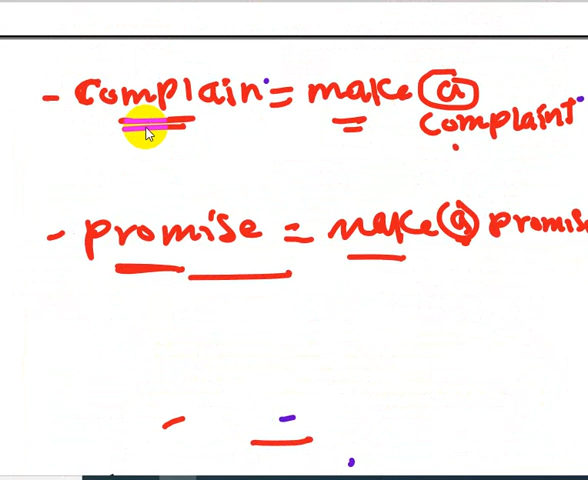 - complain = make a
complaint
- promise = make a promise